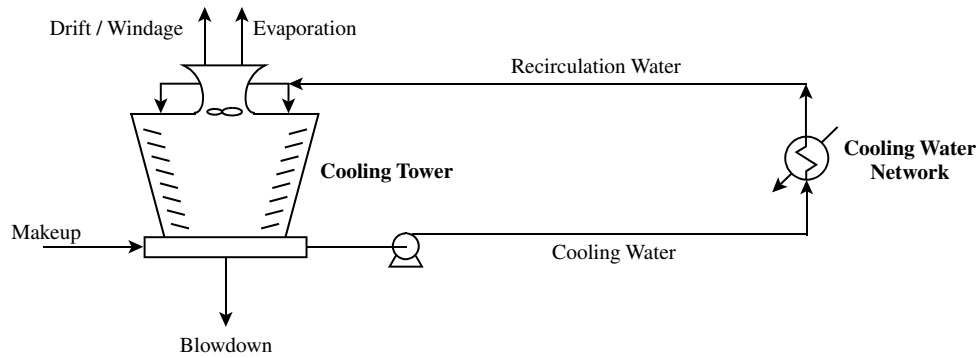 Drift / Windage
Evaporation
Recirculation Water
Cooling Tower
Cooling Water
Network
Makeup
Cooling Water
Blowdown